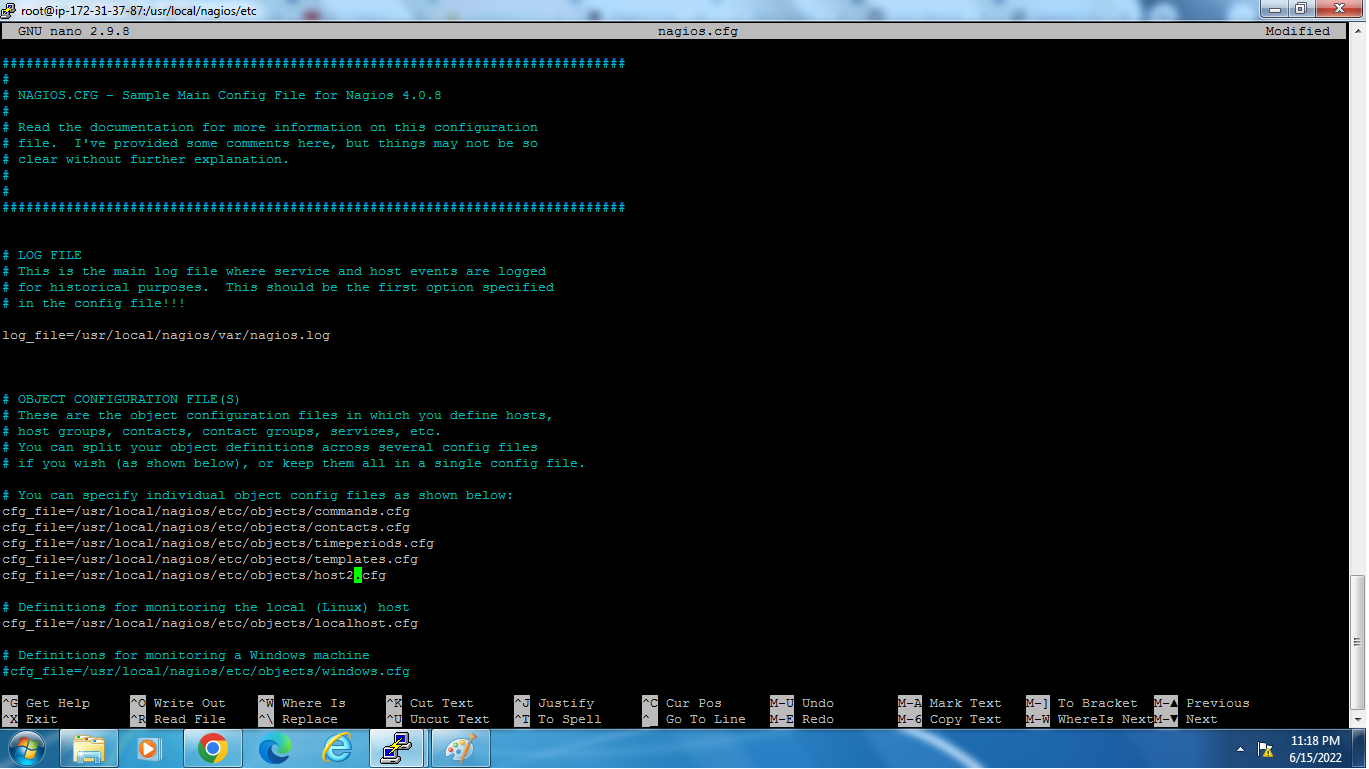 root@ip-172-31-37-87:/usr/local/nagios/etc
GNU nano 2.9.8 nagios.cfg Modified
##############################################################################
#
# NAGIOS.CFG - Sample Main Config File for Nagios 4.0.8
#
# Read the documentation for more information on this configuration
# file.  I've provided some comments here, but things may not be so
# clear without further explanation.
#
#
##############################################################################
# LOG FILE
# This is the main log file where service and host events are logged
# for historical purposes.  This should be the first option specified
# in the config file!!!
log_file=/usr/local/nagios/var/nagios.log
# OBJECT CONFIGURATION FILE(S)
# These are the object configuration files in which you define hosts,
# host groups, contacts, contact groups, services, etc.
# You can split your object definitions across several config files
# if you wish (as shown below), or keep them all in a single config file.
# You can specify individual object config files as shown below:
cfg_file=/usr/local/nagios/etc/objects/commands.cfg
cfg_file=/usr/local/nagios/etc/objects/contacts.cfg
cfg_file=/usr/local/nagios/etc/objects/timeperiods.cfg
cfg_file=/usr/local/nagios/etc/objects/templates.cfg
cfg_file=/usr/local/nagios/etc/objects/host2.cfg
# Definitions for monitoring the local (Linux) host
cfg_file=/usr/local/nagios/etc/objects/localhost.cfg
# Definitions for monitoring a Windows machine
#cfg_file=/usr/local/nagios/etc/objects/windows.cfg
^G Get Help ^O Write Out ^W Where Is ^K Cut Text ^J Justify ^C Cur Pos M-U Undo M-A Mark Text M-] To Bracket M-▲ Previous
^X Exit ^R Read File ^\ Replace ^U Uncut Text ^T To Spell ^_ Go To Line M-E Redo M-6 Copy Text M-W WhereIs Next M-▼ Next
11:18 PM
6/15/2022